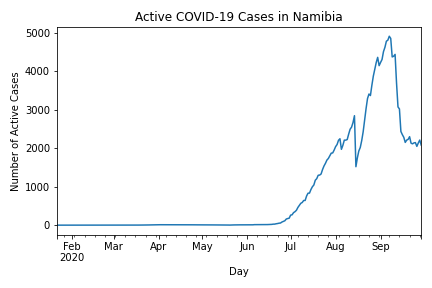 Active COVID-19 Cases in Namibia
Number of Active Cases
5000
4000
3000
2000
1000
0
Feb Mar Apr May Jun Jul Aug Sep
2020
Day